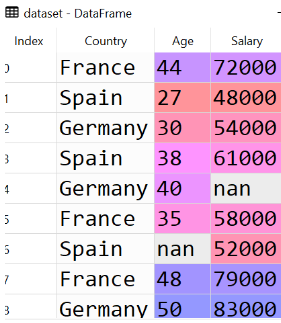 dataset - DataFrame
Index Country Age Salary
0 France 44 72000
1 Spain 27 48000
2 Germany 30 54000
3 Spain 38 61000
4 Germany 40 nan
5 France 35 58000
6 Spain nan 52000
7 France 48 79000
8 Germany 50 83000